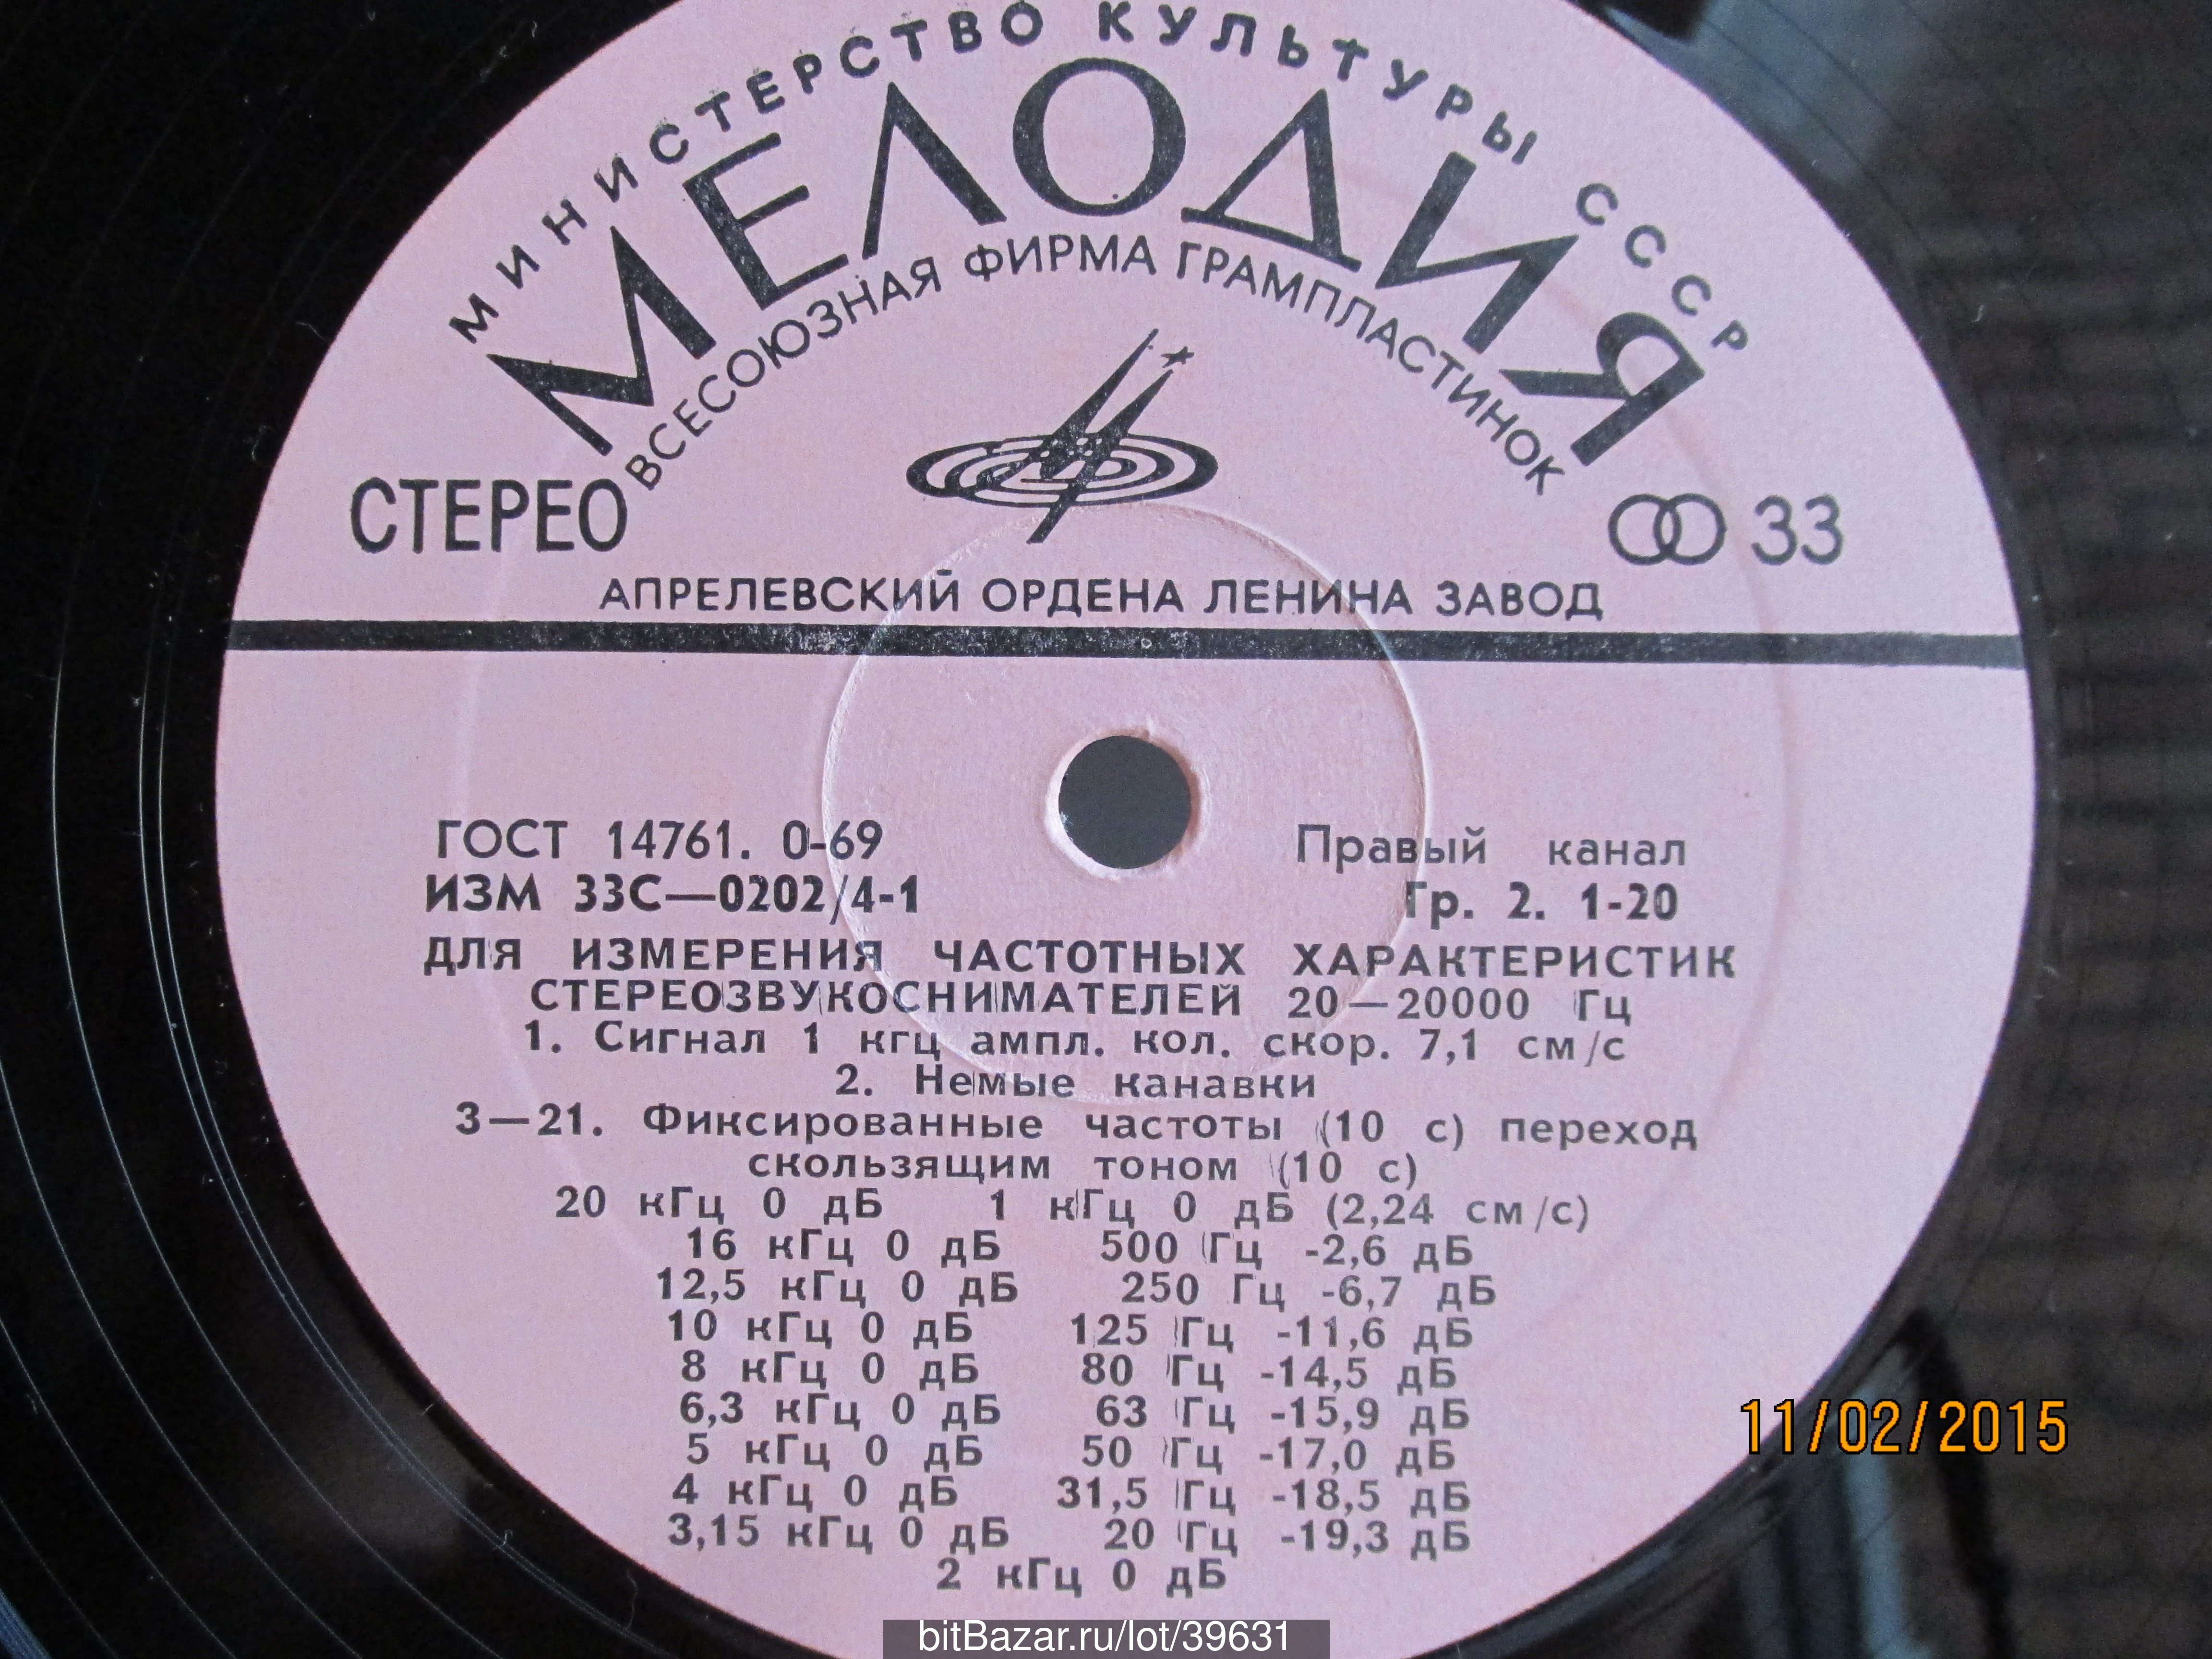 МИНИСТЕРСТВО КУЛЬТУРЫ СССР
МЕЛОДИЯ
ВСЕСОЮЗНАЯ ФИРМА ГРАМПЛАСТИНОК
СТЕРЕО
33
АПРЕЛЕВСКИЙ ОРДЕНА ЛЕНИНА ЗАВОД
ГОСТ 14761. 0-69 Правый канал
ИЗМ 33С—0202/4-1 Гр. 2. 1-20
ДЛЯ ИЗМЕРЕНИЯ ЧАСТОТНЫХ ХАРАКТЕРИСТИК
СТЕРЕОЗВУКОСНИМАТЕЛЕЙ 20—20000 Гц
1. Сигнал 1 кгц ампл. кол. скор. 7,1 см/с
2. Немые канавки
3—21. Фиксированные частоты (10 с) переход
скользящим тоном (10 с)
20 кГц 0 дБ 1 кГц 0 дБ (2,24 см/с)
16 кГц 0 дБ 500 Гц -2,6 дБ
12,5 кГц 0 дБ 250 Гц -6,7 дБ
10 кГц 0 дБ 125 Гц -11,6 дБ
8 кГц 0 дБ 80 Гц -14,5 дБ
6,3 кГц 0 дБ 63 Гц -15,9 дБ
5 кГц 0 дБ 50 Гц -17,0 дБ
4 кГц 0 дБ 31,5 Гц -18,5 дБ
3,15 кГц 0 дБ 20 Гц -19,3 дБ
2 кГц 0 дБ
11/02/2015
bitBazar.ru/lot/39631